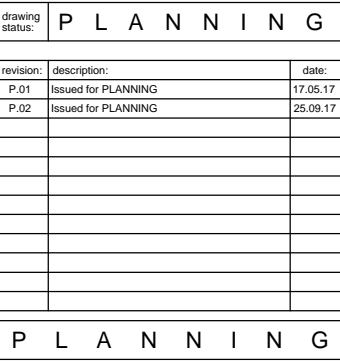 drawing status: P L A N N I N G
revision: description: date:
P.01 Issued for PLANNING 17.05.17
P.02 Issued for PLANNING 25.09.17
P L A N N I N G